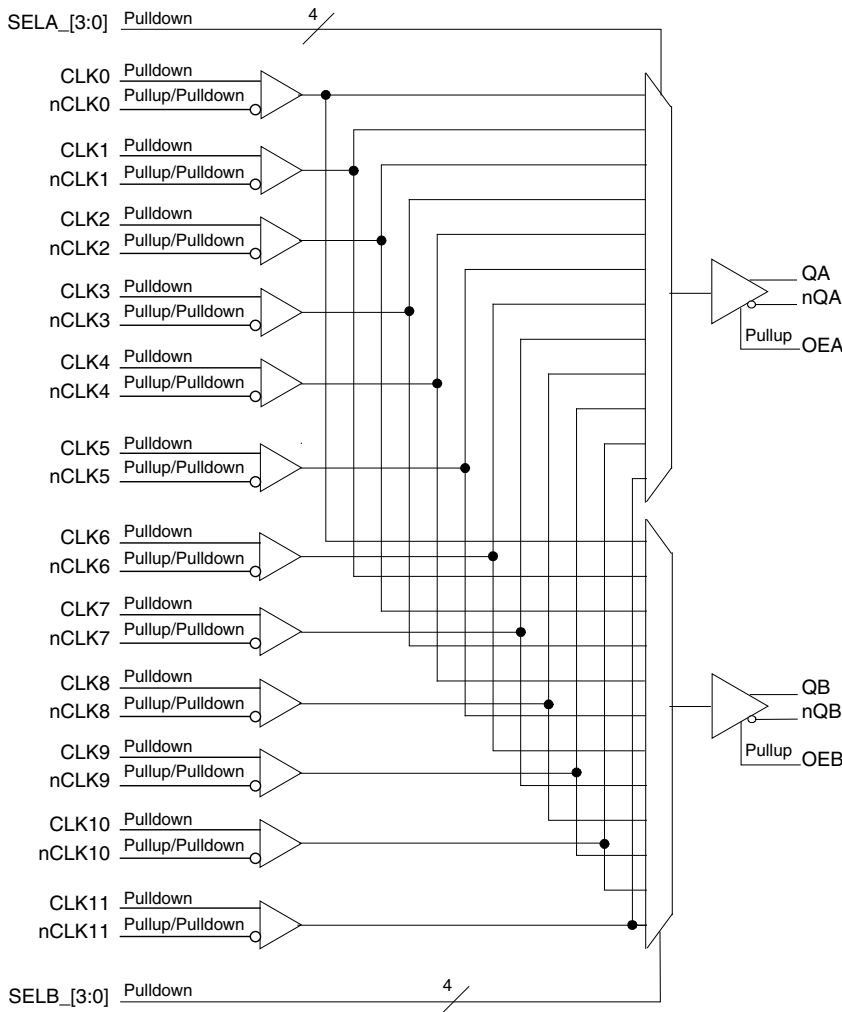 SELA_[3:0] Pulldown 4
CLK0 Pulldown
nCLK0 Pullup/Pulldown
CLK1 Pulldown
nCLK1 Pullup/Pulldown
CLK2 Pulldown
nCLK2 Pullup/Pulldown
CLK3 Pulldown
nCLK3 Pullup/Pulldown
CLK4 Pulldown
nCLK4 Pullup/Pulldown
CLK5 Pulldown
nCLK5 Pullup/Pulldown
CLK6 Pulldown
nCLK6 Pullup/Pulldown
CLK7 Pulldown
nCLK7 Pullup/Pulldown
CLK8 Pulldown
nCLK8 Pullup/Pulldown
CLK9 Pulldown
nCLK9 Pullup/Pulldown
CLK10 Pulldown
nCLK10 Pullup/Pulldown
CLK11 Pulldown
nCLK11 Pullup/Pulldown
SELB_[3:0] Pulldown 4
QA
nQA
Pullup OEA
QB
nQB
Pullup OEB